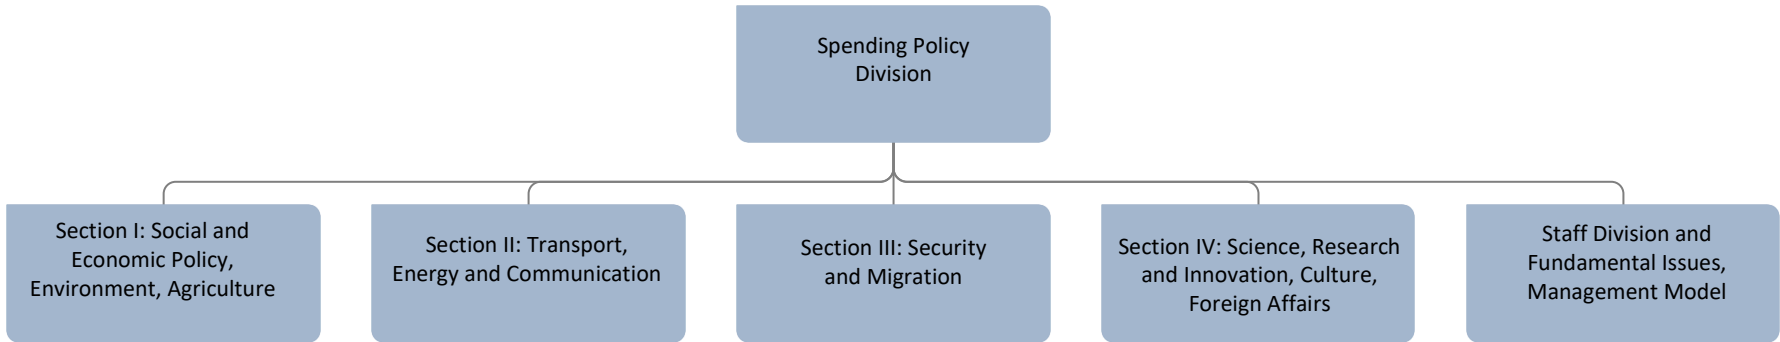 Spending Policy
Division
Section I: Social and
Economic Policy,
Environment, Agriculture
Section II: Transport,
Energy and Communication
Section III: Security
and Migration
Section IV: Science, Research
and Innovation, Culture,
Foreign Affairs
Staff Division and
Fundamental Issues,
Management Model